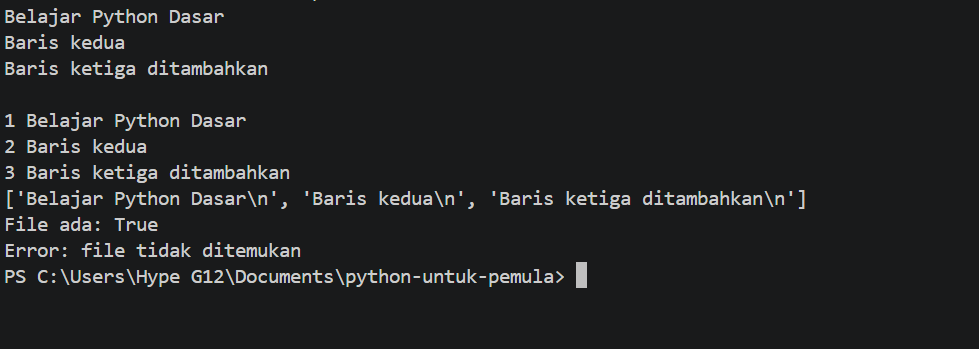 Belajar Python Dasar
Baris kedua
Baris ketiga ditambahkan

1 Belajar Python Dasar
2 Baris kedua
3 Baris ketiga ditambahkan
['Belajar Python Dasar\n', 'Baris kedua\n', 'Baris ketiga ditambahkan\n']
File ada: True
Error: file tidak ditemukan
PS C:\Users\Hype G12\Documents\python-untuk-pemula>